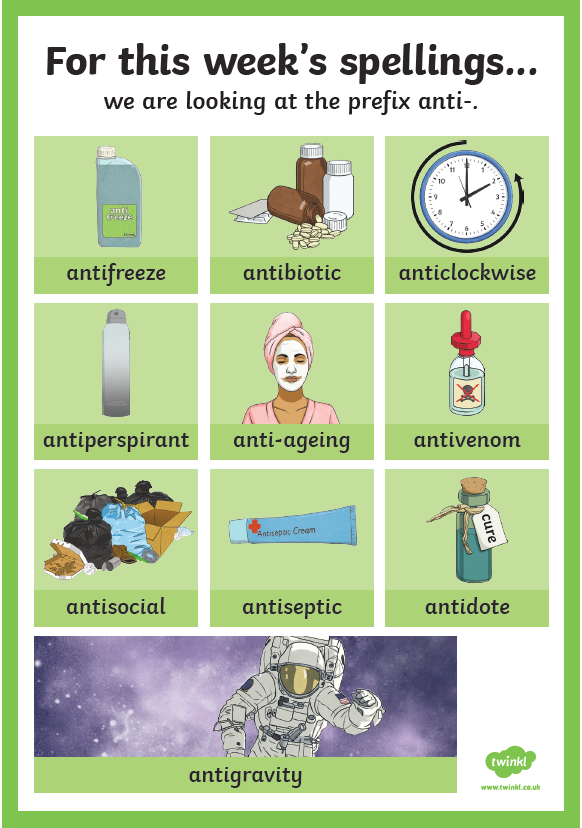 For this week's spellings...
we are looking at the prefix anti-.
anti
freeze
antifreeze
antibiotic
12
1
2
3
4
5
6
7
8
9
10
11
anticlockwise
antiperspirant
anti-ageing
antivenom
antisocial
Antiseptic Cream
antiseptic
cure
antidote
antigravity
twinkl
www.twinkl.co.uk